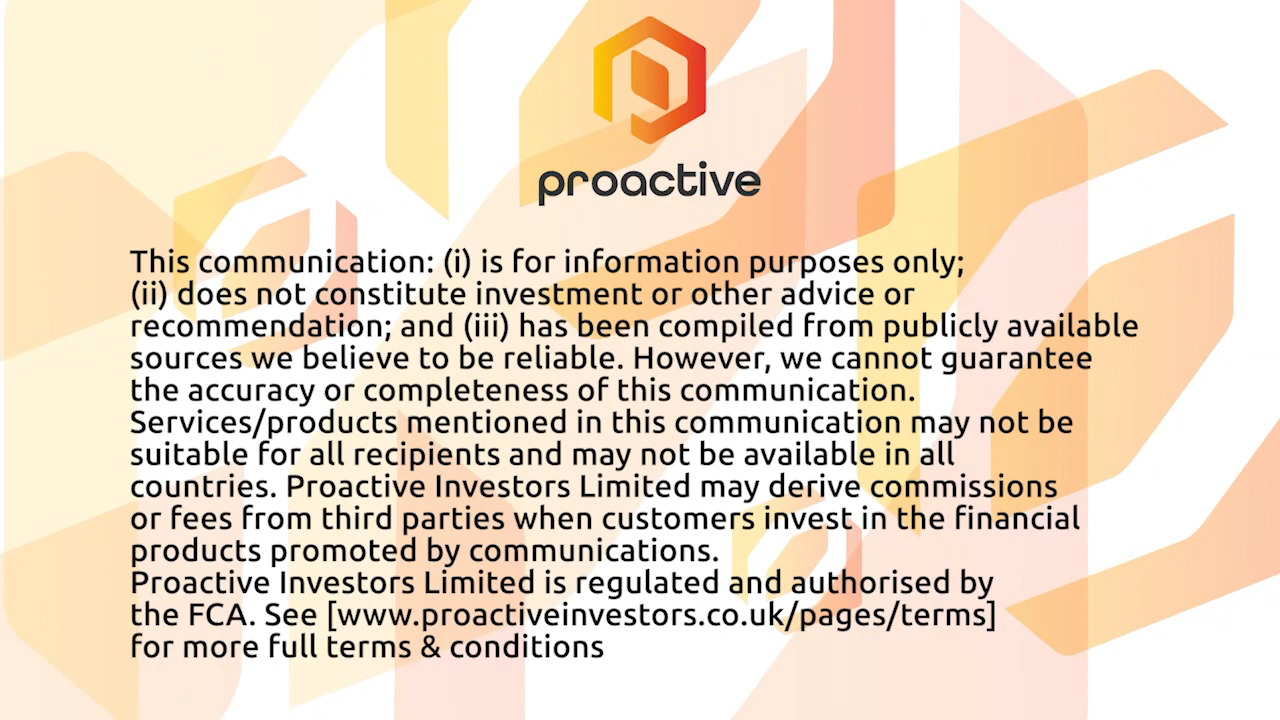 proactive
This communication: (i) is for information purposes only;
(ii) does not constitute investment or other advice or
recommendation; and (iii) has been compiled from publicly available
sources we believe to be reliable. However, we cannot guarantee
the accuracy or completeness of this communication.
Services/products mentioned in this communication may not be
suitable for all recipients and may not be available in all
countries. Proactive Investors Limited may derive commissions
or fees from third parties when customers invest in the financial
products promoted by communications.
Proactive Investors Limited is regulated and authorised by
the FCA. See [www.proactiveinvestors.co.uk/pages/terms]
for more full terms & conditions